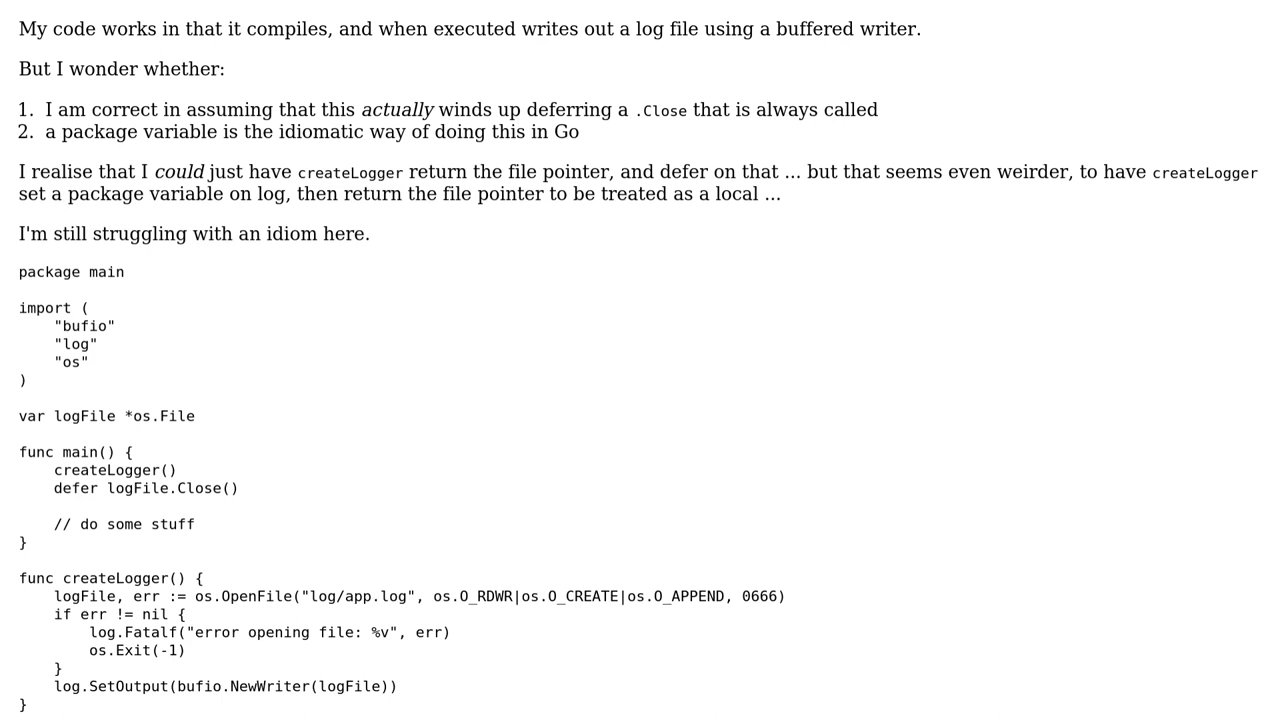 My code works in that it compiles, and when executed writes out a log file using a buffered writer.
But I wonder whether:
1. I am correct in assuming that this actually winds up deferring a .Close that is always called
2. a package variable is the idiomatic way of doing this in Go
I realise that I could just have createLogger return the file pointer, and defer on that ... but that seems even weirder, to have createLogger
set a package variable on log, then return the file pointer to be treated as a local ...
I'm still struggling with an idiom here.
package main
import (
    "bufio"
    "log"
    "os"
)
var logFile *os.File
func main() {
    createLogger()
    defer logFile.Close()
    // do some stuff
}
func createLogger() {
    logFile, err := os.OpenFile("log/app.log", os.O_RDWR|os.O_CREATE|os.O_APPEND, 0666)
    if err != nil {
        log.Fatalf("error opening file: %v", err)
        os.Exit(-1)
    }
    log.SetOutput(bufio.NewWriter(logFile))
}